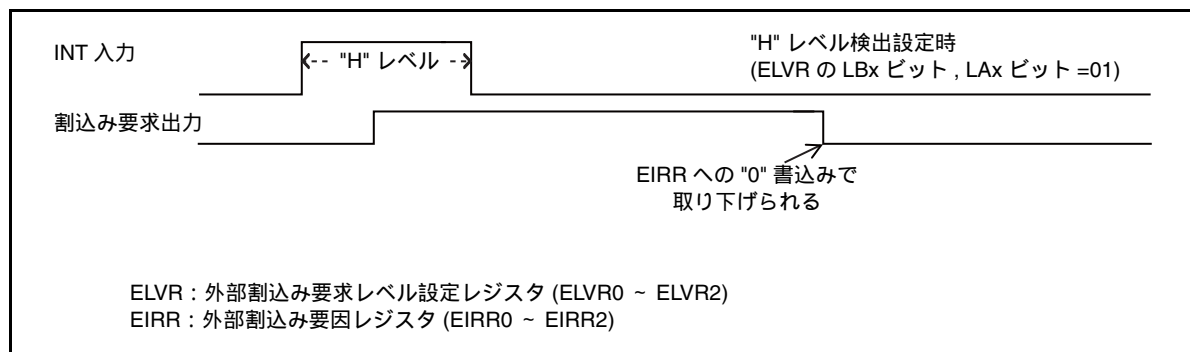 INT 入力
"H" レベル
"H" レベル検出設定時
(ELVR の LBx ビット , LAx ビット =01)
割込み要求出力
EIRR への "0" 書込みで
取り下げられる
ELVR : 外部割込み要求レベル設定レジスタ (ELVR0 ~ ELVR2)
EIRR : 外部割込み要因レジスタ (EIRR0 ~ EIRR2)